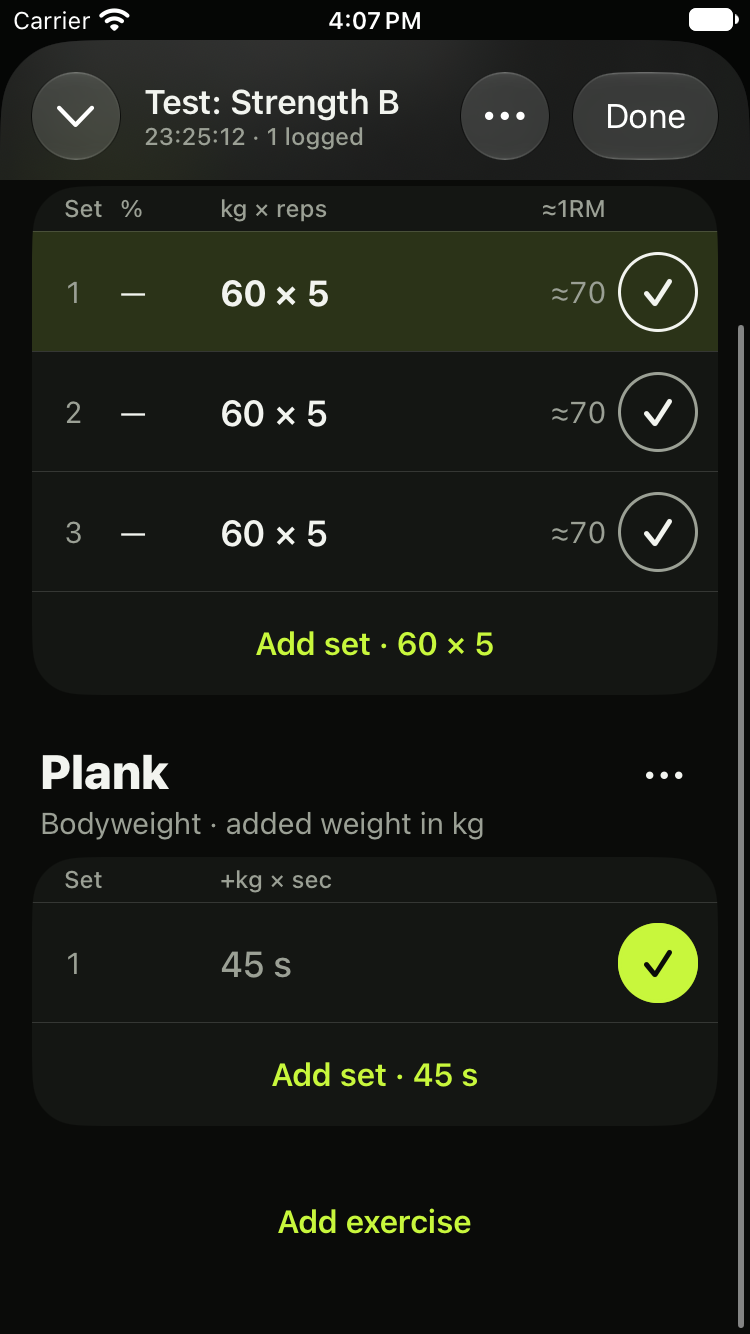 Carrier 4:07 PM
Test: Strength B
23:25:12 · 1 logged
Done
Set % kg × reps ≈1RM
1 — 60 × 5 ≈70
2 — 60 × 5 ≈70
3 — 60 × 5 ≈70
Add set · 60 × 5
Plank
Bodyweight · added weight in kg
Set +kg × sec
1 45 s
Add set · 45 s
Add exercise